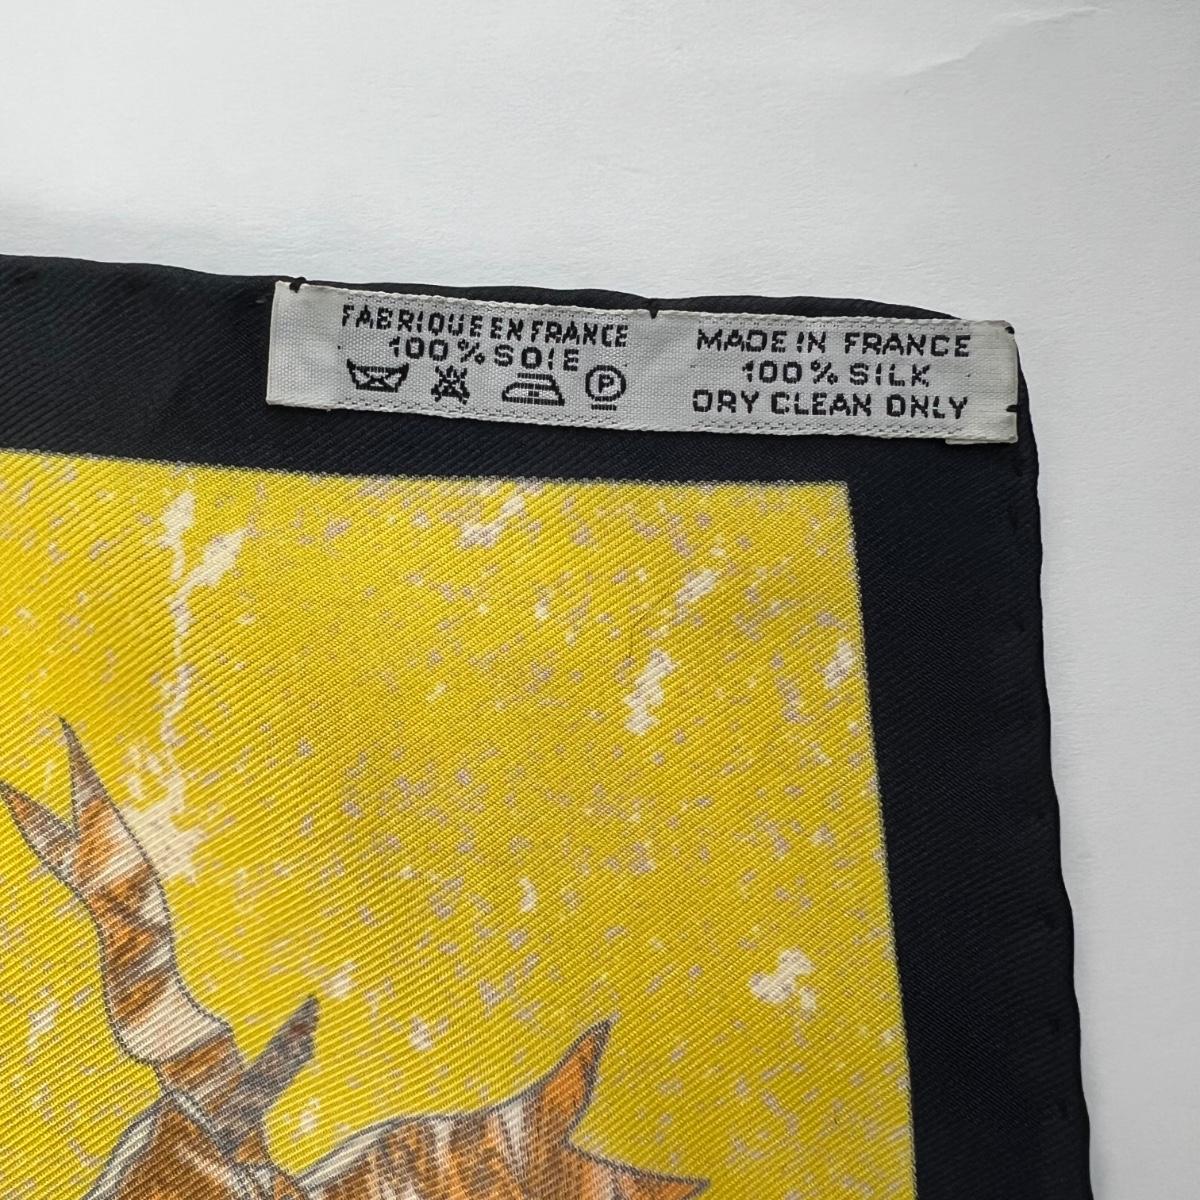 FABRIQUE EN FRANCE
100% SOIE
P
MADE IN FRANCE
100% SILK
DRY CLEAN ONLY